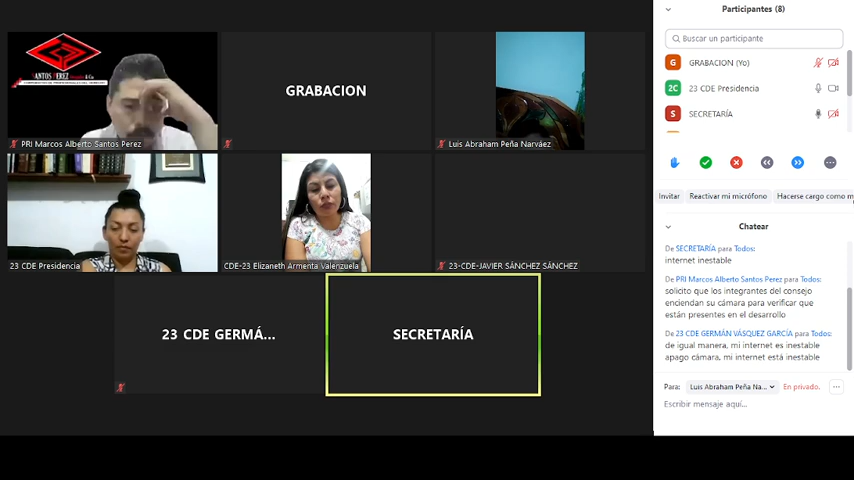 Participantes (8)
Buscar un participante
G GRABACION (Yo)
2C 23 CDE Presidencia
S SECRETARÍA
Invitar Reactivar mi micrófono Hacerse cargo como m
Chatear
De SECRETARÍA para Todos:
internet inestable
De PRI Marcos Alberto Santos Perez para Todos:
solicito que los integrantes del consejo
enciendan su cámara para verificar que
están presentes en el desarrollo
De 23 CDE GERMÁN VÁSQUEZ GARCÍA para Todos:
de igual manera, mi internet es inestable
apago cámara, mi internet está inestable
Para: Luis Abraham Peña Na... En privado.
Escribir mensaje aquí...
SANTOS PEREZ
PRI Marcos Alberto Santos Perez
GRABACION
Luis Abraham Peña Narváez
23 CDE Presidencia
CDE-23 Elizaneth Armenta Valenzuela
23-CDE-JAVIER SÁNCHEZ SÁNCHEZ
23 CDE GERMÁ...
SECRETARÍA